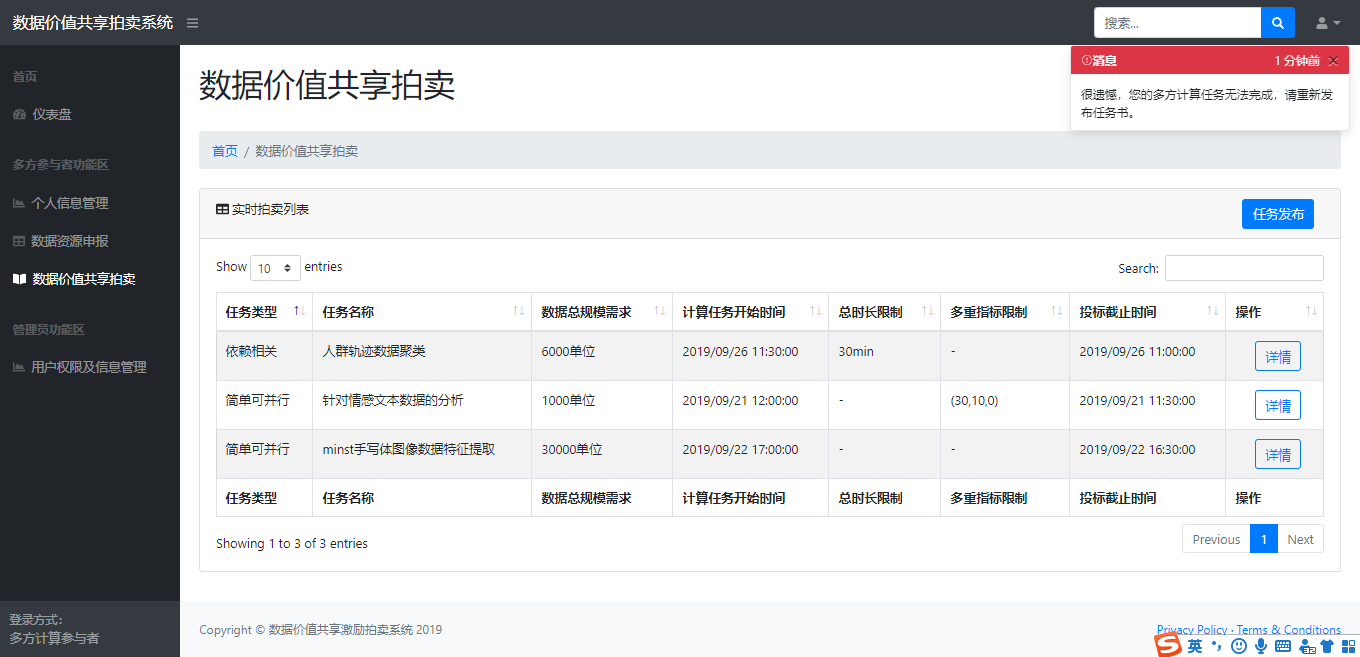 数据价值共享拍卖系统
搜索...
首页
仪表盘
多方参与者功能区
个人信息管理
数据资源申报
数据价值共享拍卖
管理员功能区
用户权限及信息管理
登录方式：
多方计算参与者
数据价值共享拍卖
消息 1 分钟前
很遗憾，您的多方计算任务无法完成，请重新发
布任务书。
首页 / 数据价值共享拍卖
实时拍卖列表 任务发布
Show 10 entries Search:
任务类型 任务名称 数据总规模需求 计算任务开始时间 总时长限制 多重指标限制 投标截止时间 操作
依赖相关 人群轨迹数据聚类 6000单位 2019/09/26 11:30:00 30min - 2019/09/26 11:00:00 详情
简单可并行 针对情感文本数据的分析 1000单位 2019/09/21 12:00:00 - (30,10,0) 2019/09/21 11:30:00 详情
简单可并行 minst手写体图像数据特征提取 30000单位 2019/09/22 17:00:00 - - 2019/09/22 16:30:00 详情
任务类型 任务名称 数据总规模需求 计算任务开始时间 总时长限制 多重指标限制 投标截止时间 操作
Showing 1 to 3 of 3 entries Previous 1 Next
Copyright © 数据价值共享激励拍卖系统 2019 Privacy Policy · Terms & Conditions
英